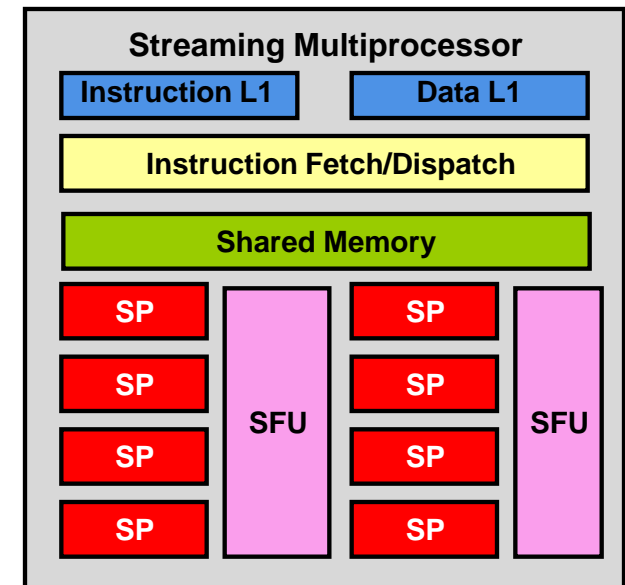 Streaming Multiprocessor
Instruction L1
Data L1
Instruction Fetch/Dispatch
Shared Memory
SP
SP
SP
SP
SFU
SP
SP
SP
SP
SFU